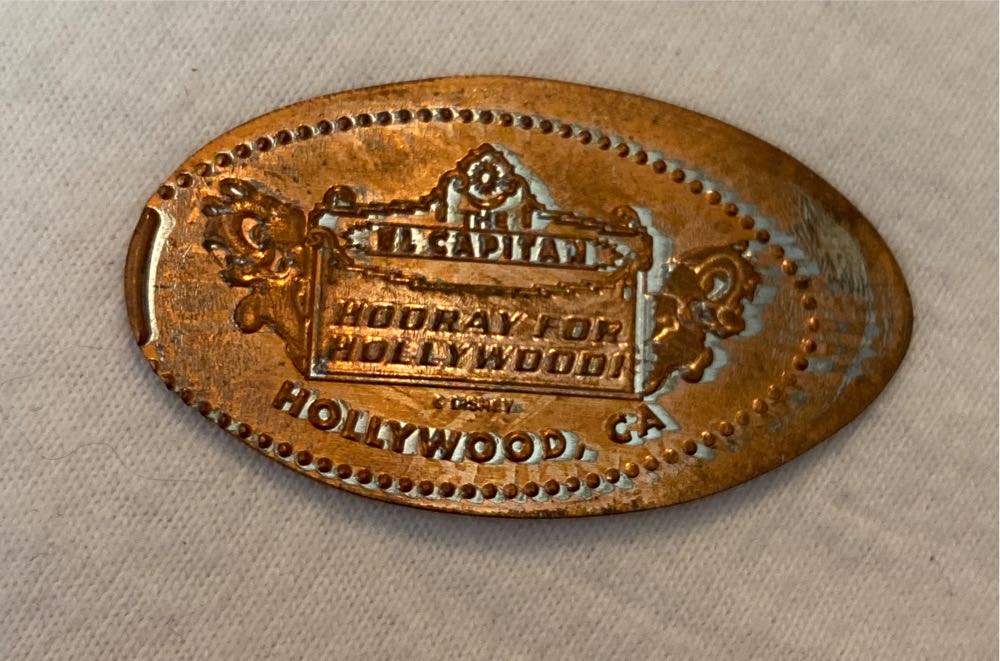 THE
EL CAPITAN
HOORAY FOR
HOLLYWOOD!
© DISNEY
HOLLYWOOD, CA